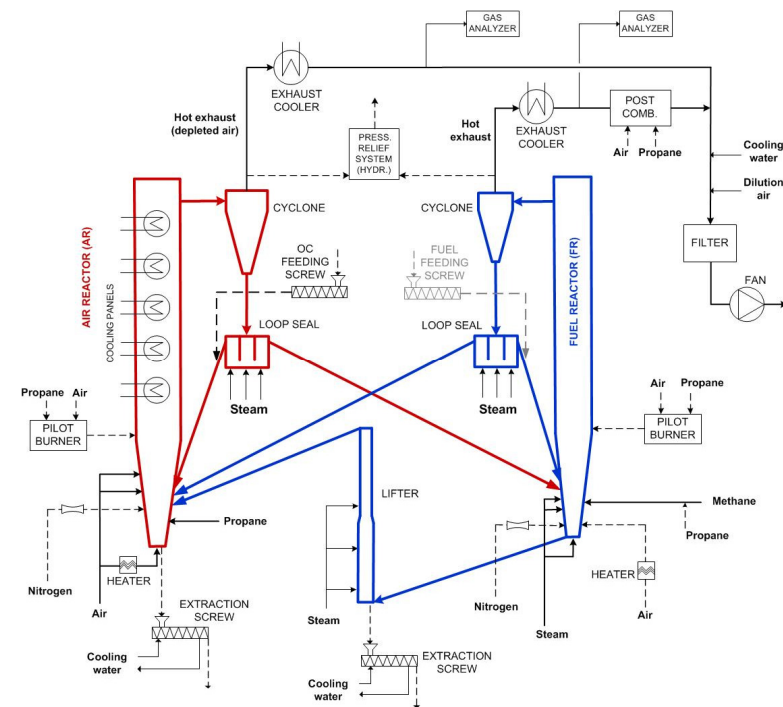 GAS
ANALYZER
GAS
ANALYZER
EXHAUST
COOLER
Hot exhaust
(depleted air)
PRESS.
RELIEF
SYSTEM
(HYDR.)
Hot
exhaust
EXHAUST
COOLER
POST
COMB.
Air
Propane
Cooling
water
Dilution
air
FILTER
FAN
AIR REACTOR (AR)
COOLING PANELS
CYCLONE
OC
FEEDING
SCREW
LOOP SEAL
Steam
CYCLONE
FUEL
FEEDING
SCREW
LOOP SEAL
Steam
FUEL REACTOR (FR)
Propane
Air
PILOT
BURNER
Air
Propane
PILOT
BURNER
LIFTER
Steam
Propane
Nitrogen
HEATER
Air
EXTRACTION
SCREW
Cooling
water
EXTRACTION
SCREW
Cooling
water
Methane
Propane
Nitrogen
Steam
HEATER
Air